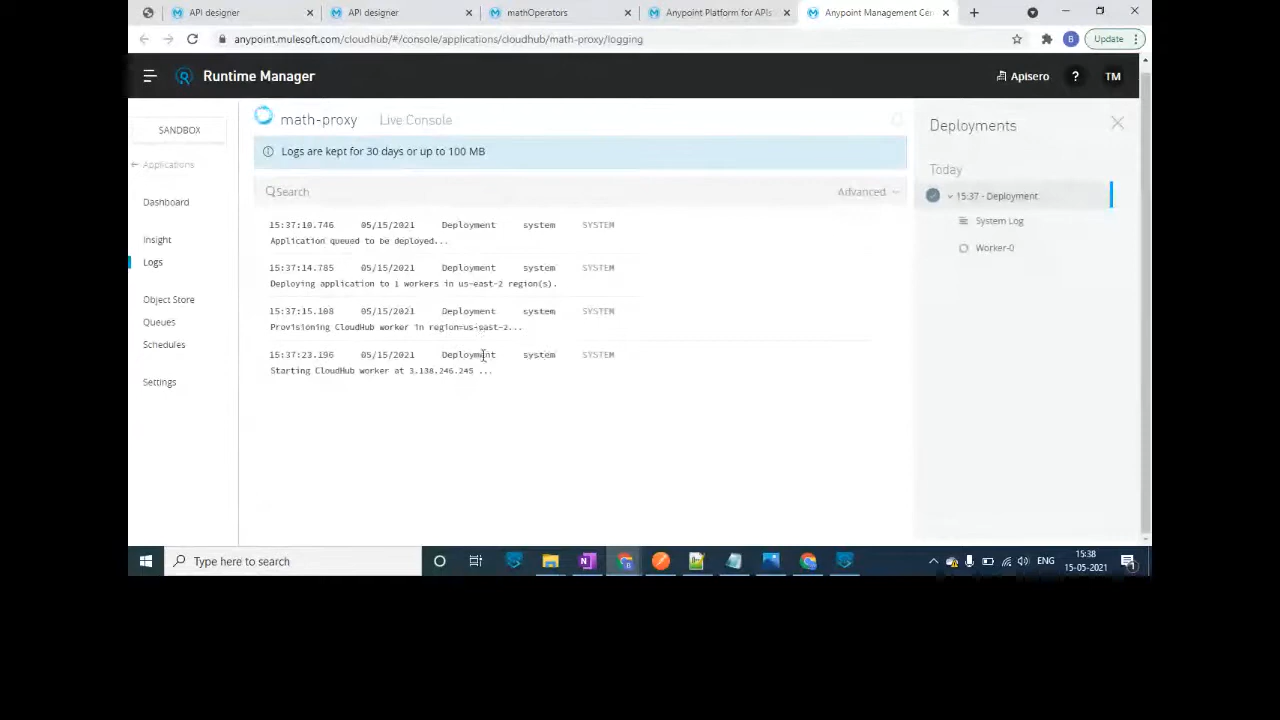 API designer
API designer
mathOperators
Anypoint Platform for APIs
Anypoint Management Cen
anypoint.mulesoft.com/cloudhub/#/console/applications/cloudhub/math-proxy/logging
B
Update
Runtime Manager
Apisero
?
TM
SANDBOX
Applications
Dashboard
Insight
Logs
Object Store
Queues
Schedules
Settings
math-proxy Live Console
Logs are kept for 30 days or up to 100 MB
Search
Advanced
15:37:10.746 05/15/2021 Deployment system SYSTEM
Application queued to be deployed...
15:37:14.785 05/15/2021 Deployment system SYSTEM
Deploying application to 1 workers in us-east-2 region(s).
15:37:15.108 05/15/2021 Deployment system SYSTEM
Provisioning CloudHub worker in region=us-east-2...
15:37:23.196 05/15/2021 Deployment system SYSTEM
Starting CloudHub worker at 3.138.246.245 ...
Deployments
Today
15:37 - Deployment
System Log
Worker-0
Type here to search
ENG
15:38
15-05-2021
1